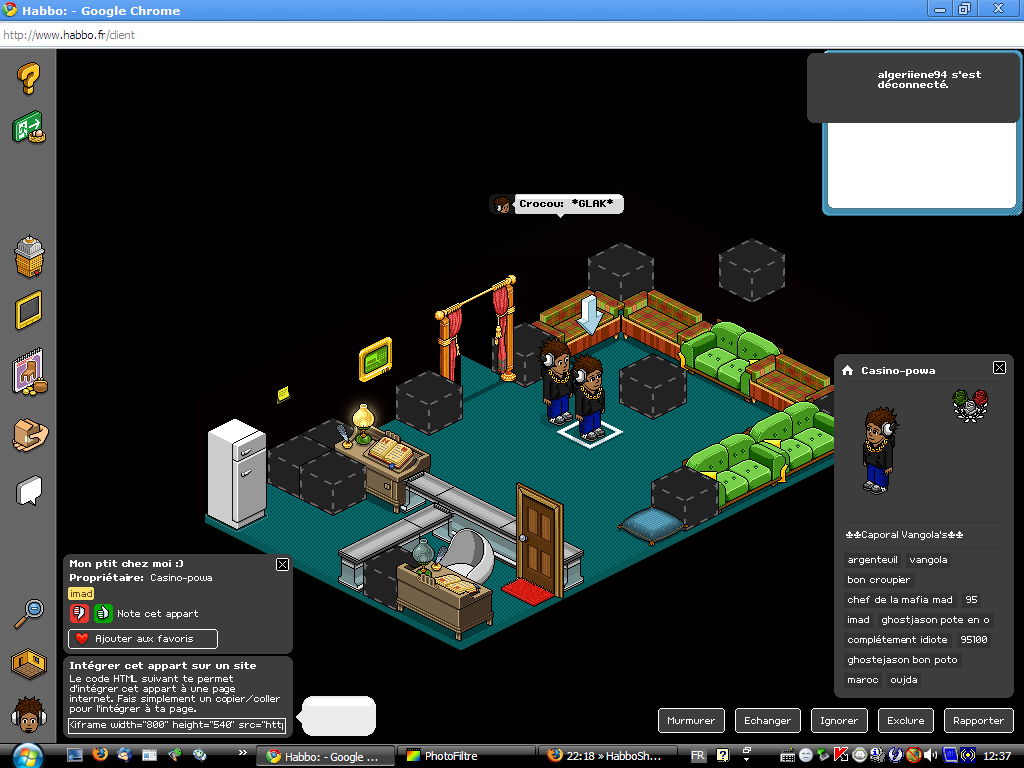 Habbo: - Google Chrome
http://www.habbo.fr/client
algeriiene94 s'est
déconnecté.
Crocou: *GLAK*
Casino-powa
♣♣Caporal Vangola's♣♣
argenteuil vangola
bon croupier
chef de la mafia mad 95
imad ghostjason pote en o
complétement idiote 95100
ghostejason bon poto
maroc oujda
Mon ptit chez moi :)
Propriétaire: Casino-powa
imad
Note cet appart
Ajouter aux favoris
Intégrer cet appart sur un site
Le code HTML suivant te permet
d'intégrer cet appart à une page
internet. Fais simplement un copier/coller
pour l'intégrer à ta page.
<iframe width="800" height="540" src="htt
Murmurer Echanger Ignorer Exclure Rapporter
Habbo: - Google ... PhotoFiltre 22:18 » HabboSh... FR 12:37